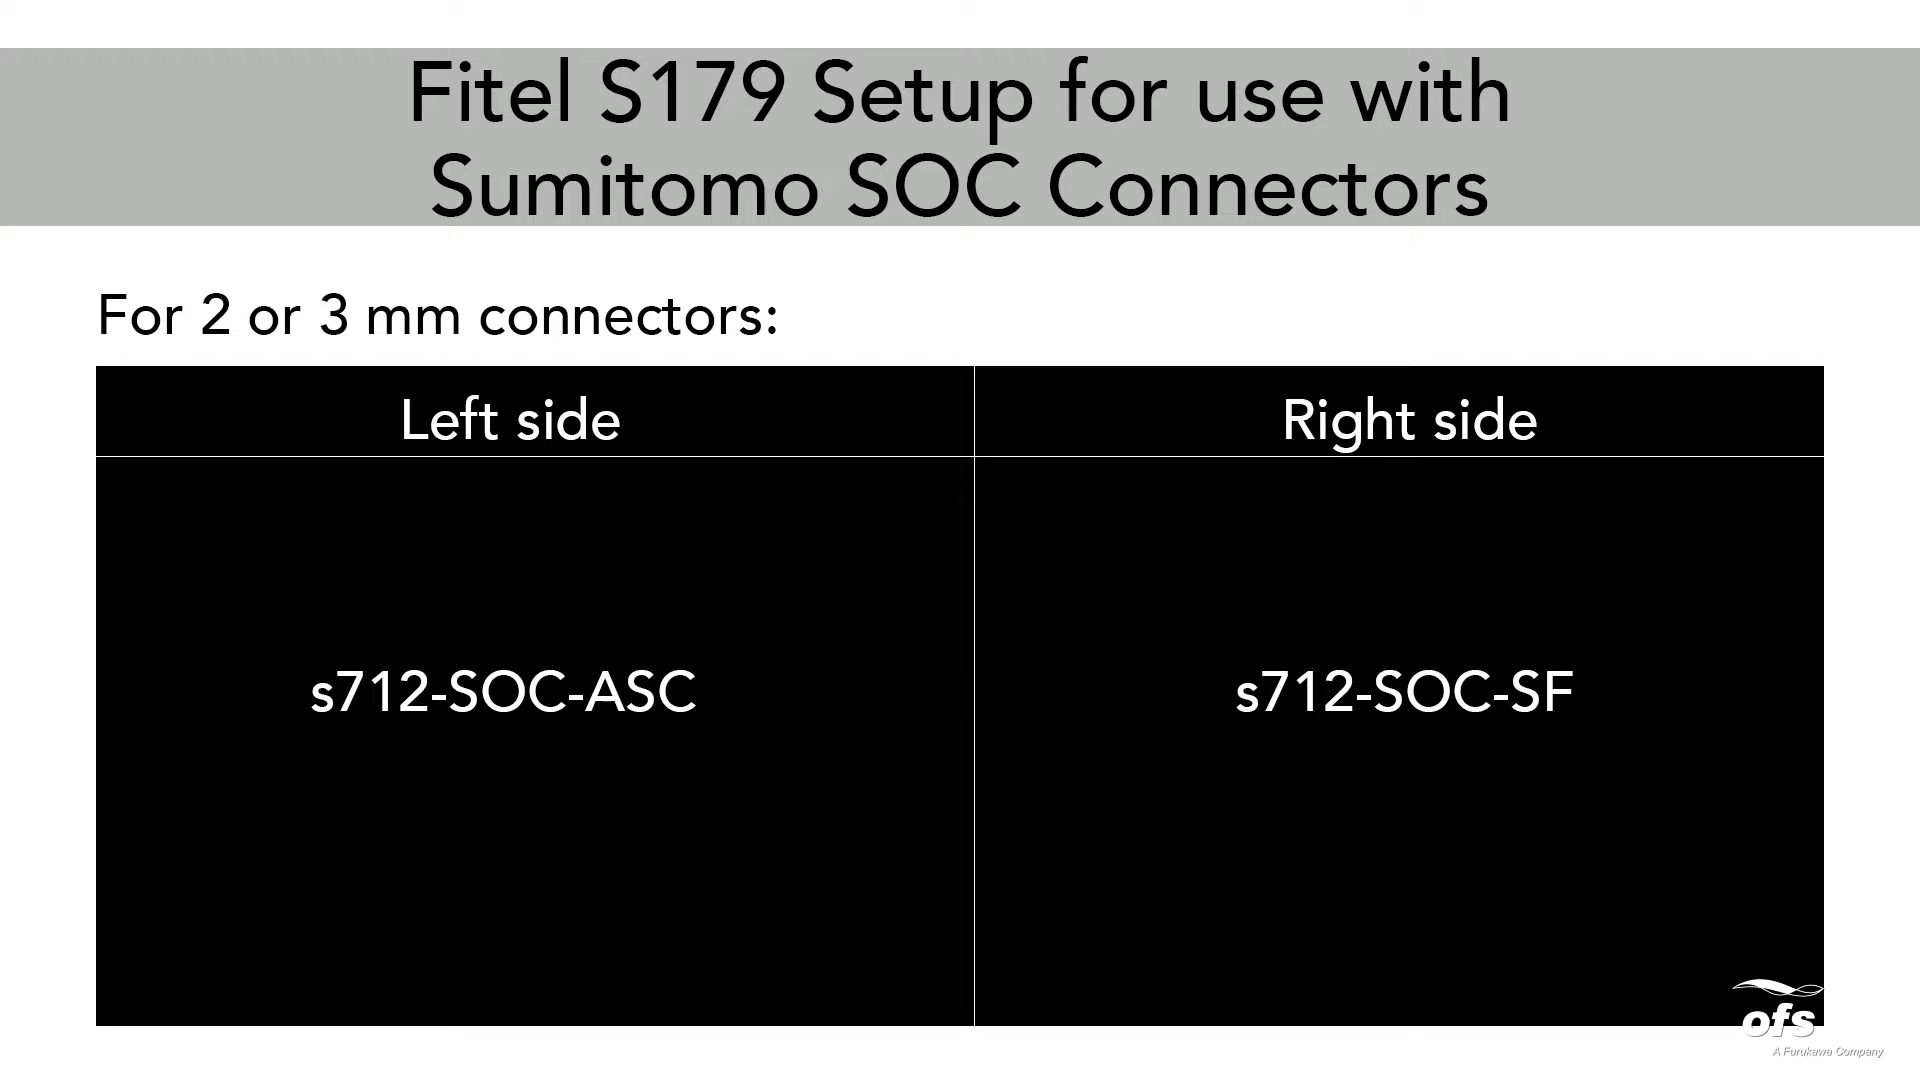 Fitel S179 Setup for use with
Sumitomo SOC Connectors
For 2 or 3 mm connectors:
Left side
Right side
s712-SOC-ASC
s712-SOC-SF
ofs
A Furukawa Company